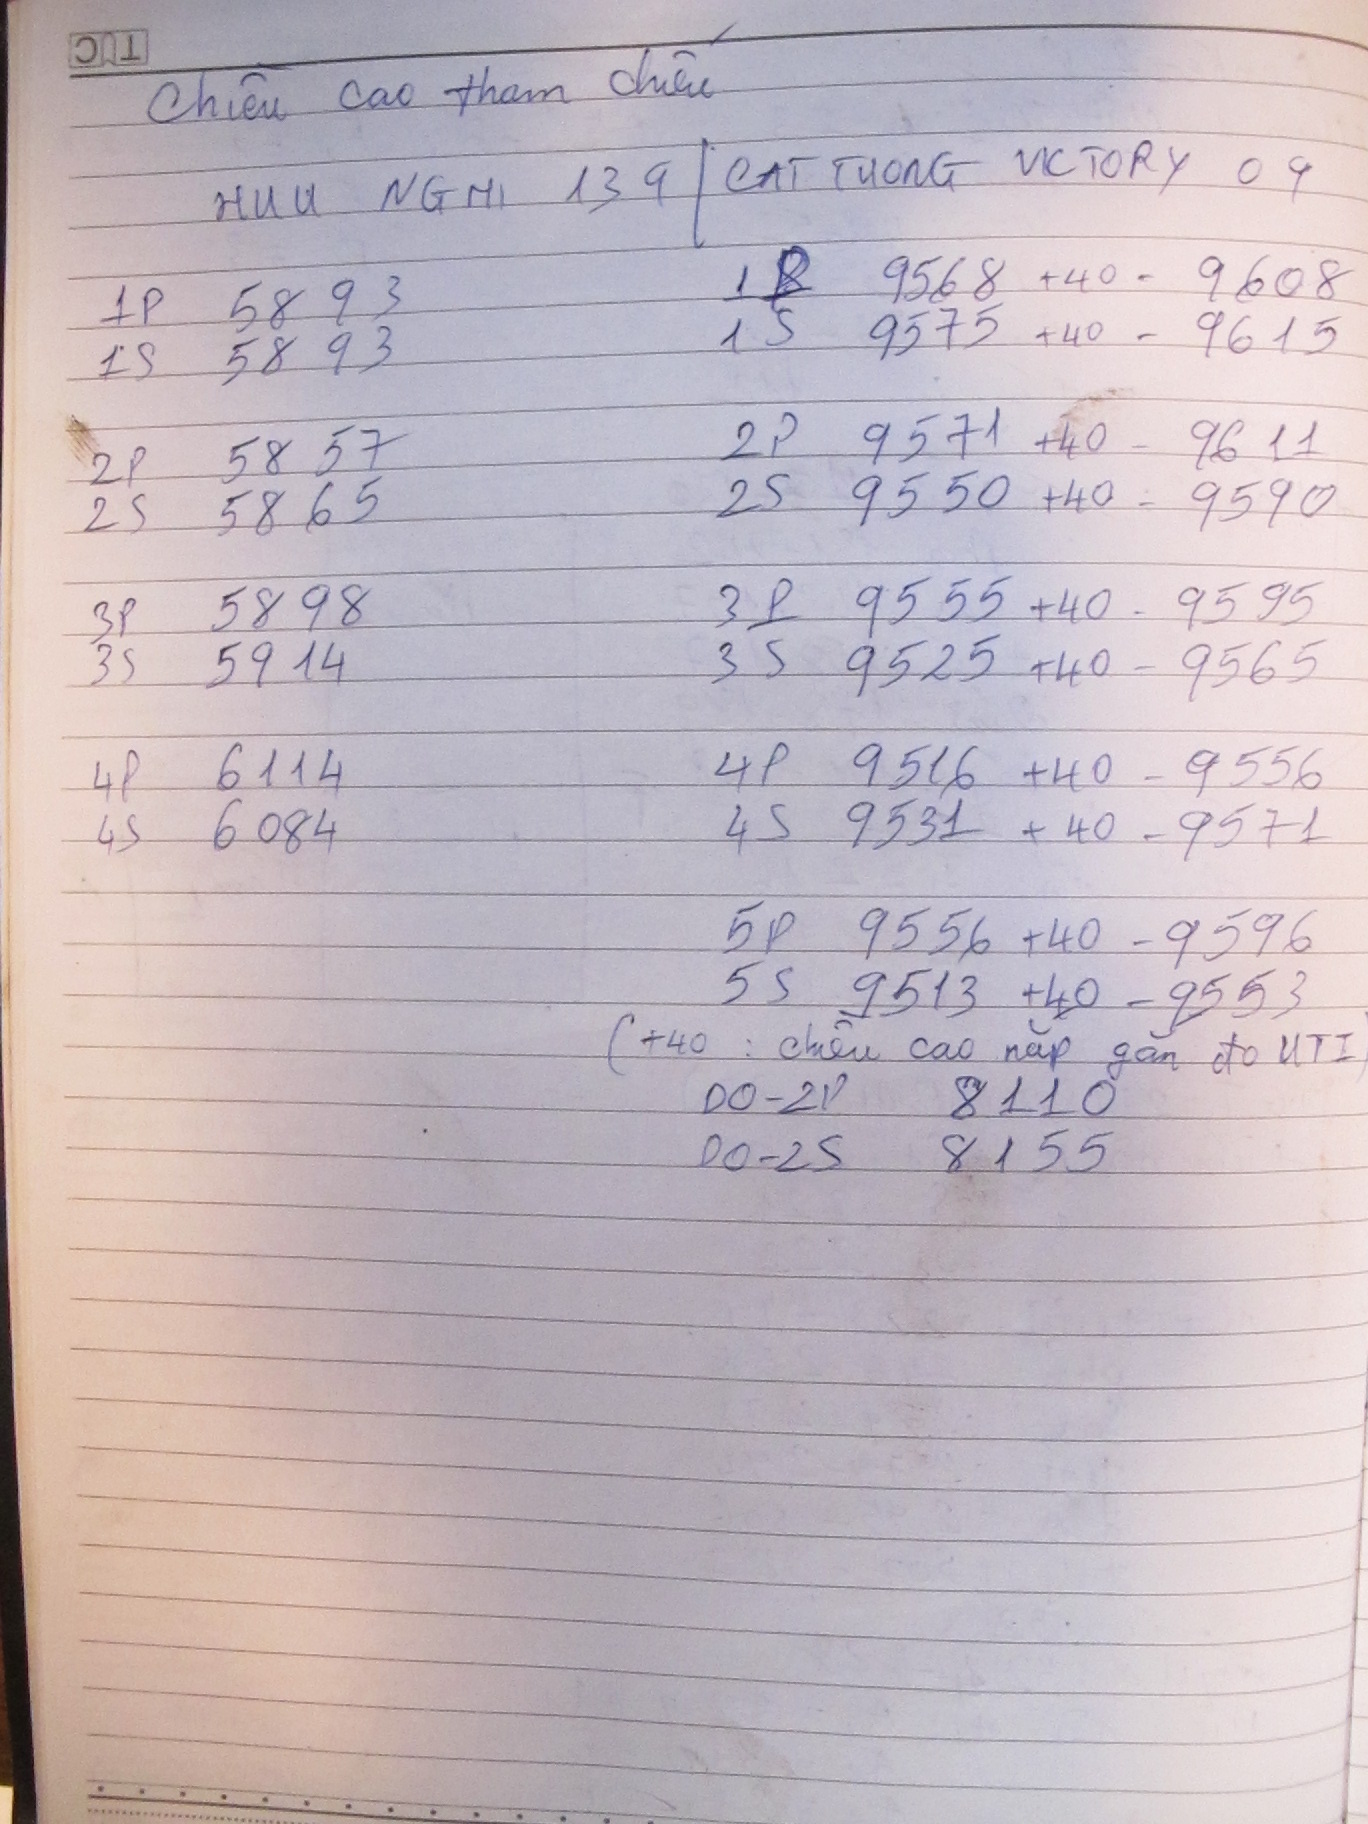 Chiều cao tham chiếu
HUU NGHI 139 | CAT TUONG VICTORY 09
1P 5893 1P 9568 +40 - 9608
1S 5893 1S 9575 +40 - 9615
2P 5857 2P 9571 +40 - 9611
2S 5865 2S 9550 +40 - 9590
3P 5898 3P 9555 +40 - 9595
3S 5914 3S 9525 +40 - 9565
4P 6114 4P 9516 +40 - 9556
4S 6084 4S 9531 +40 - 9571
5P 9556 +40 - 9596
5S 9513 +40 - 9553
(+40 : chiều cao nắp gắn đo UTI)
DO-2P 8110
DO-2S 8155